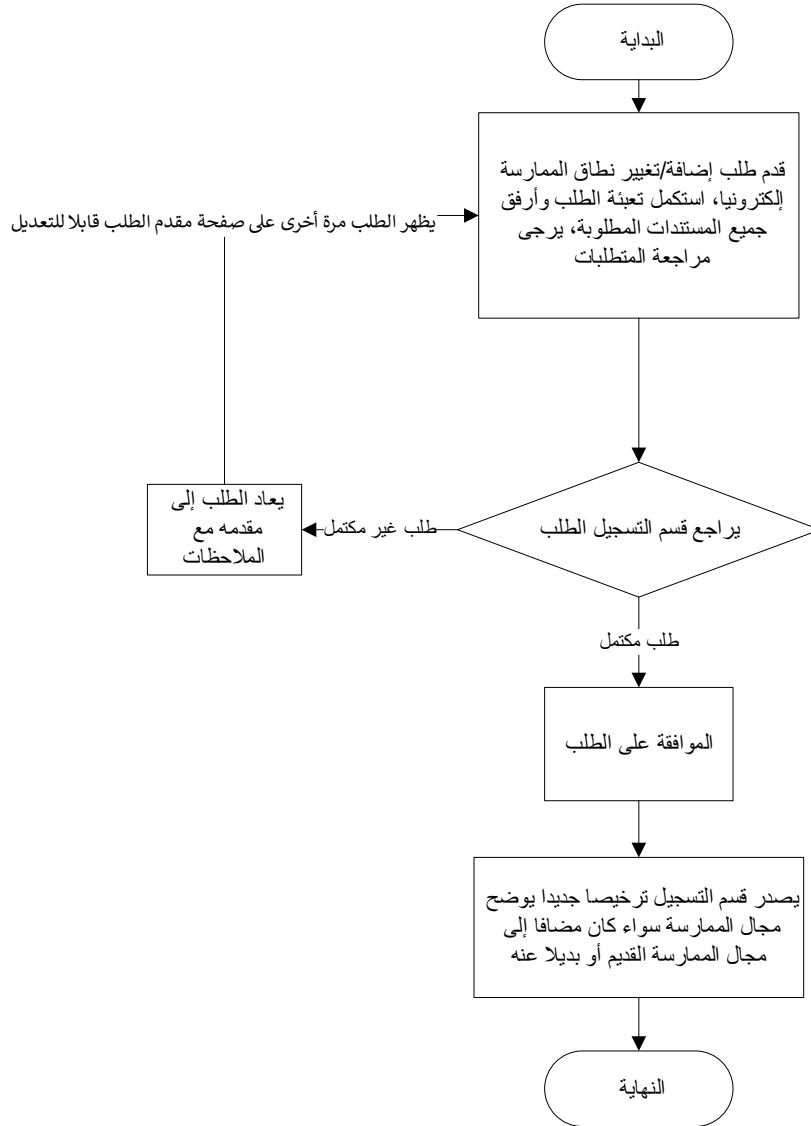 البداية
قدم طلب إضافة/تغيير نطاق الممارسة
إلكترونيا، استكمل تعبئة الطلب وأرفق
جميع المستندات المطلوبة، يرجى
مراجعة المتطلبات
يظهر الطلب مرة أخرى على صفحة مقدم الطلب قابلا للتعديل
يراجع قسم التسجيل الطلب
طلب غير مكتمل
يعاد الطلب إلى
مقدمه مع
الملاحظات
طلب مكتمل
الموافقة على الطلب
يصدر قسم التسجيل ترخيصا جديدا يوضح
مجال الممارسة سواء كان مضافا إلى
مجال الممارسة القديم أو بديلا عنه
النهاية